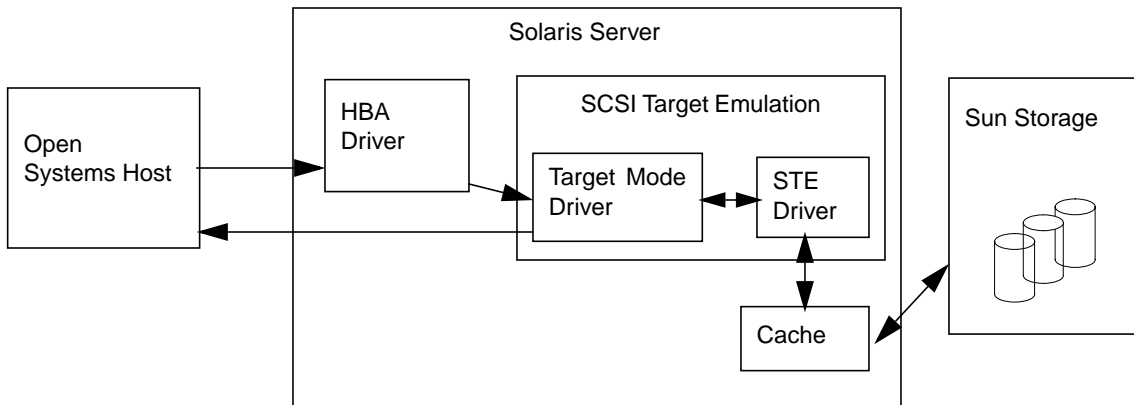 Solaris Server
Open
Systems Host
HBA
Driver
SCSI Target Emulation
Target Mode
Driver
STE
Driver
Cache
Sun Storage